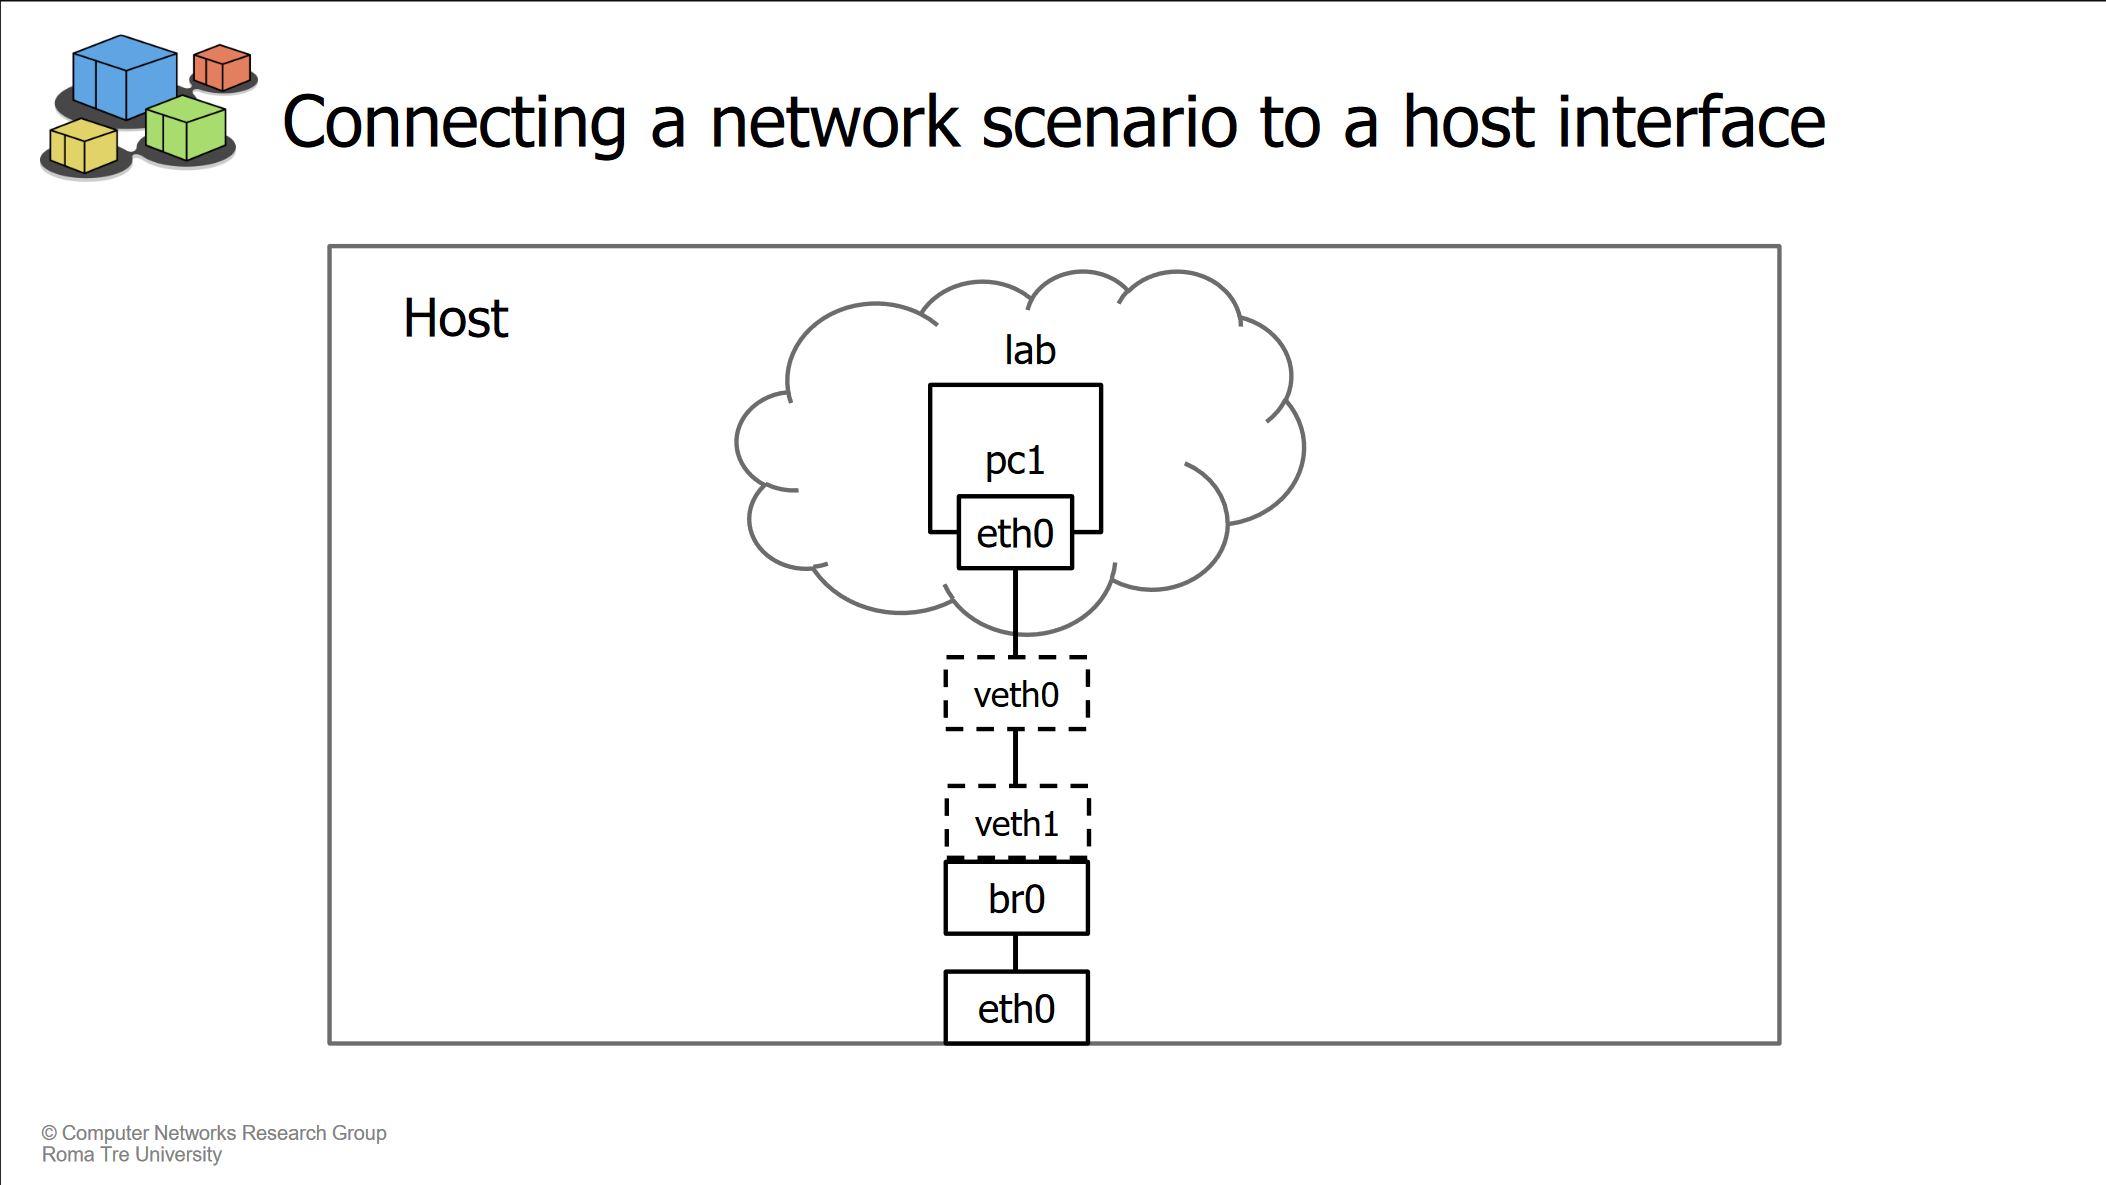 Connecting a network scenario to a host interface
Host
lab
pc1
eth0
veth0
veth1
br0
eth0
© Computer Networks Research Group
Roma Tre University